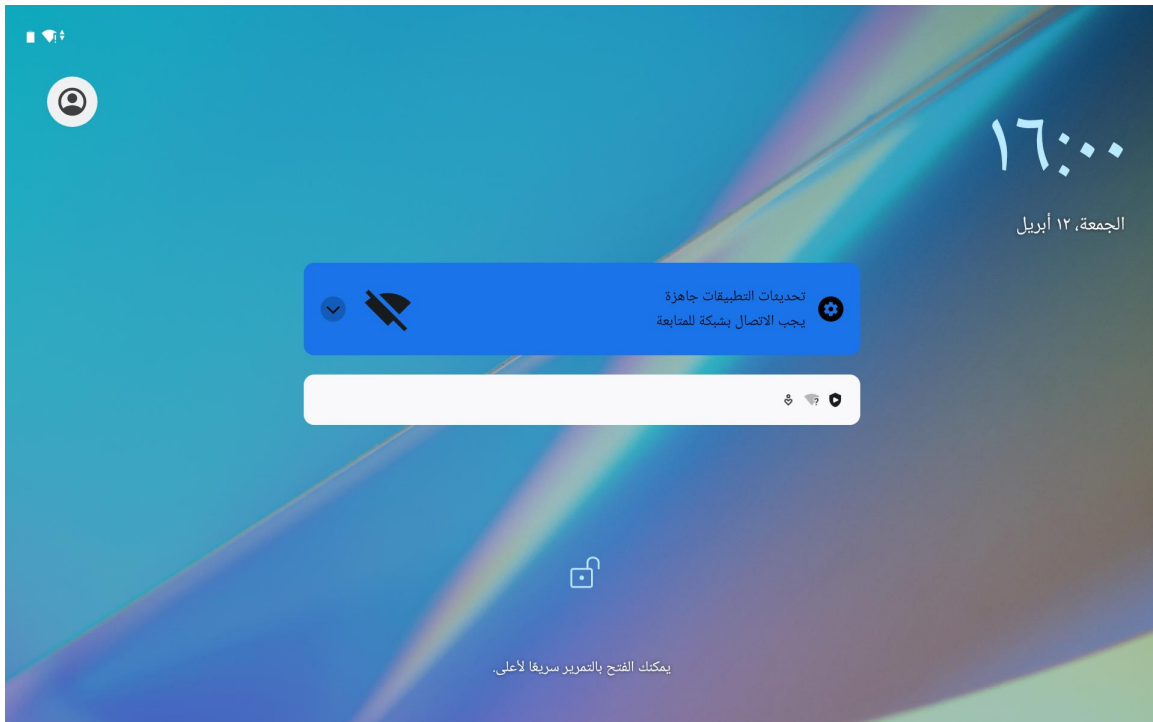 ١٦:٠٠
الجمعة، ١٢ أبريل
تحديثات التطبيقات جاهزة
يجب الاتصال بشبكة للمتابعة
يمكنك الفتح بالتمرير سريعًا لأعلى.